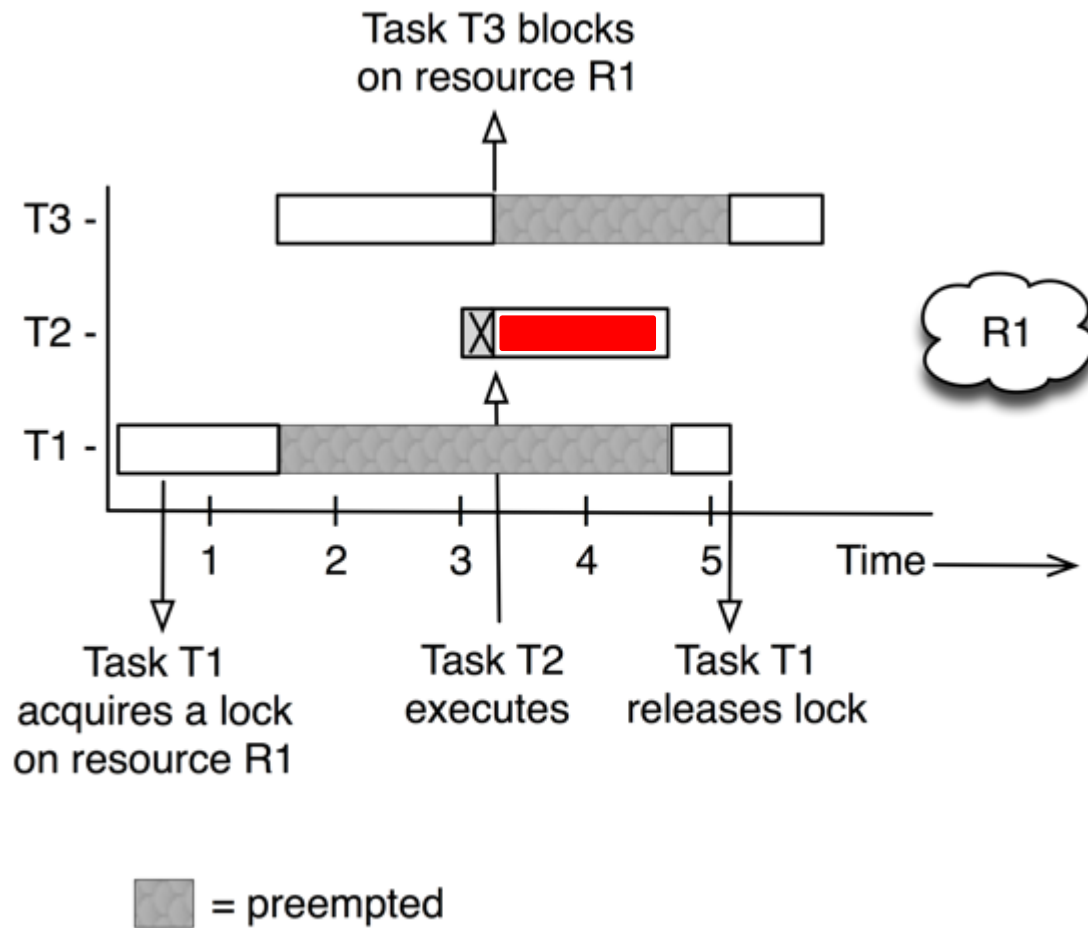 Task T3 blocks
on resource R1
T3 -
T2 -
R1
T1 -
1 2 3 4 5 Time
Task T1
acquires a lock
on resource R1
Task T2
executes
Task T1
releases lock
= preempted